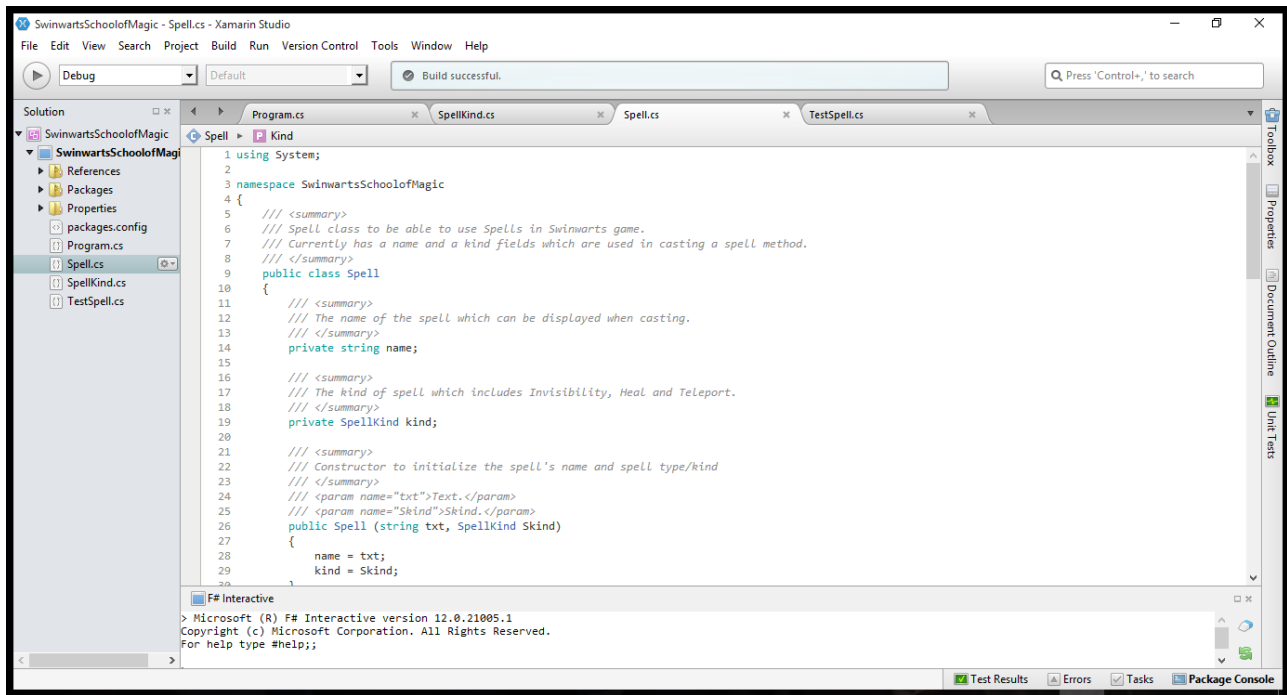 SwinwartsSchoolofMagic - Spell.cs - Xamarin Studio
File Edit View Search Project Build Run Version Control Tools Window Help
Debug Default Build successful. Press 'Control+,' to search
Solution
SwinwartsSchoolofMagic
SwinwartsSchoolofMagi
References
Packages
Properties
packages.config
Program.cs
Spell.cs
SpellKind.cs
TestSpell.cs
Program.cs SpellKind.cs Spell.cs TestSpell.cs
Spell Kind
1 using System;
2
3 namespace SwinwartsSchoolofMagic
4 {
5 /// <summary>
6 /// Spell class to be able to use Spells in Swinwarts game.
7 /// Currently has a name and a kind fields which are used in casting a spell method.
8 /// </summary>
9 public class Spell
10 {
11 /// <summary>
12 /// The name of the spell which can be displayed when casting.
13 /// </summary>
14 private string name;
15
16 /// <summary>
17 /// The kind of spell which includes Invisibility, Heal and Teleport.
18 /// </summary>
19 private SpellKind kind;
20
21 /// <summary>
22 /// Constructor to initialize the spell's name and spell type/kind
23 /// </summary>
24 /// <param name="txt">Text.</param>
25 /// <param name="Skind">Skind.</param>
26 public Spell (string txt, SpellKind Skind)
27 {
28 name = txt;
29 kind = Skind;
30 }
F# Interactive
> Microsoft (R) F# Interactive version 12.0.21005.1
Copyright (c) Microsoft Corporation. All Rights Reserved.
For help type #help;;
Toolbox
Properties
Document Outline
Unit Tests
Test Results Errors Tasks Package Console